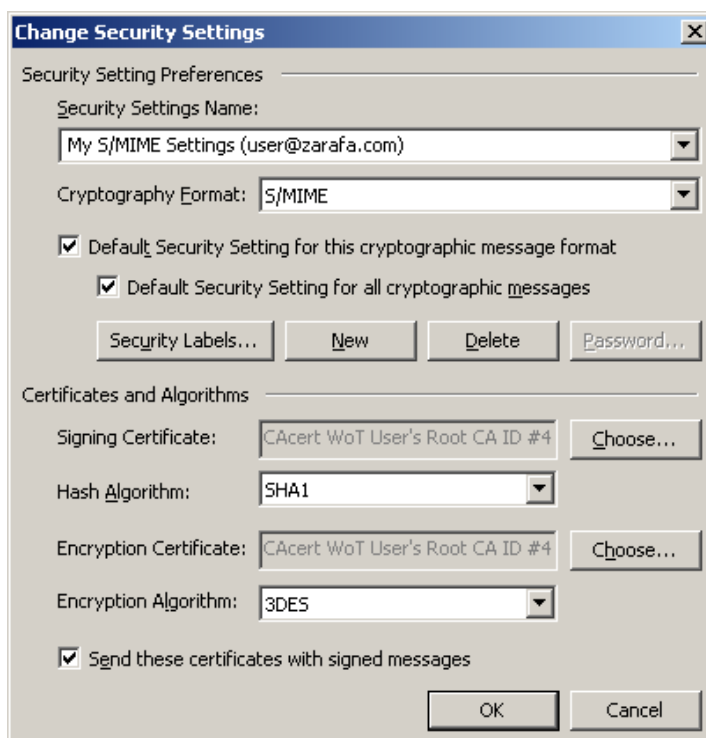 Change Security Settings
Security Setting Preferences
Security Settings Name:
My S/MIME Settings (user@zarafa.com)
Cryptography Format: S/MIME
Default Security Setting for this cryptographic message format
Default Security Setting for all cryptographic messages
Security Labels... New Delete Password...
Certificates and Algorithms
Signing Certificate: CAcert WoT User's Root CA ID #4 Choose...
Hash Algorithm: SHA1
Encryption Certificate: CAcert WoT User's Root CA ID #4 Choose...
Encryption Algorithm: 3DES
Send these certificates with signed messages
OK Cancel